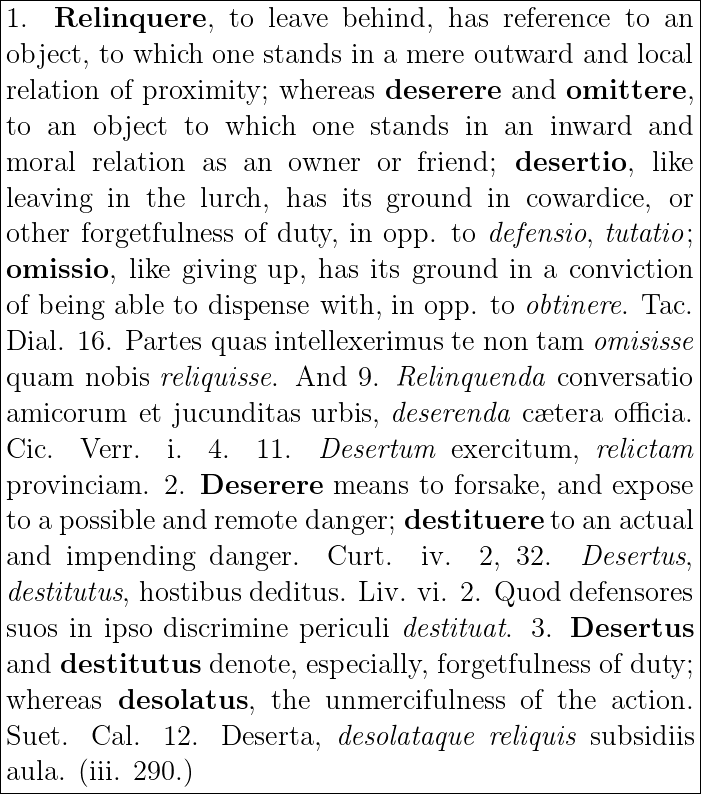 1. Relinquere, to leave behind, has reference to an
object, to which one stands in a mere outward and local
relation of proximity; whereas deserere and omittere,
to an object to which one stands in an inward and
moral relation as an owner or friend; desertio, like
leaving in the lurch, has its ground in cowardice, or
other forgetfulness of duty, in opp. to defensio, tutatio;
omissio, like giving up, has its ground in a conviction
of being able to dispense with, in opp. to obtinere. Tac.
Dial. 16. Partes quas intellexerimus te non tam omisisse
quam nobis reliquisse. And 9. Relinquenda conversatio
amicorum et jucunditas urbis, deserenda cætera officia.
Cic. Verr. i. 4. 11. Desertum exercitum, relictam
provinciam. 2. Deserere means to forsake, and expose
to a possible and remote danger; destituere to an actual
and impending danger. Curt. iv. 2, 32. Desertus,
destitutus, hostibus deditus. Liv. vi. 2. Quod defensores
suos in ipso discrimine periculi destituat. 3. Desertus
and destitutus denote, especially, forgetfulness of duty;
whereas desolatus, the unmercifulness of the action.
Suet. Cal. 12. Deserta, desolataque reliquis subsidiis
aula. (iii. 290.)